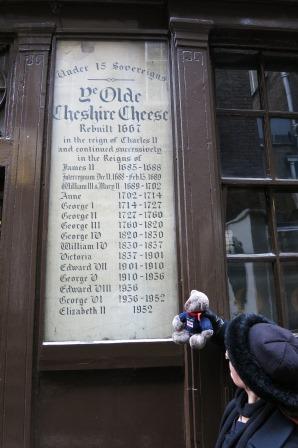 Under 15 Sovereigns
Ye Olde
Cheshire Cheese
Rebuilt 1667
in the reign of Charles II
and continued successively
in the Reigns of
James II 1685-1688
Interregnum Dec 11. 1688-Feb 13. 1689
William III & Mary II 1689-1702
Anne 1702-1714
George I 1714-1727
George II 1727-1760
George III 1760-1820
George IV 1820-1830
William IV 1830-1837
Victoria 1837-1901
Edward VII 1901-1910
George V 1910-1936
Edward VIII 1936
George VI 1936-1952
Elizabeth II 1952